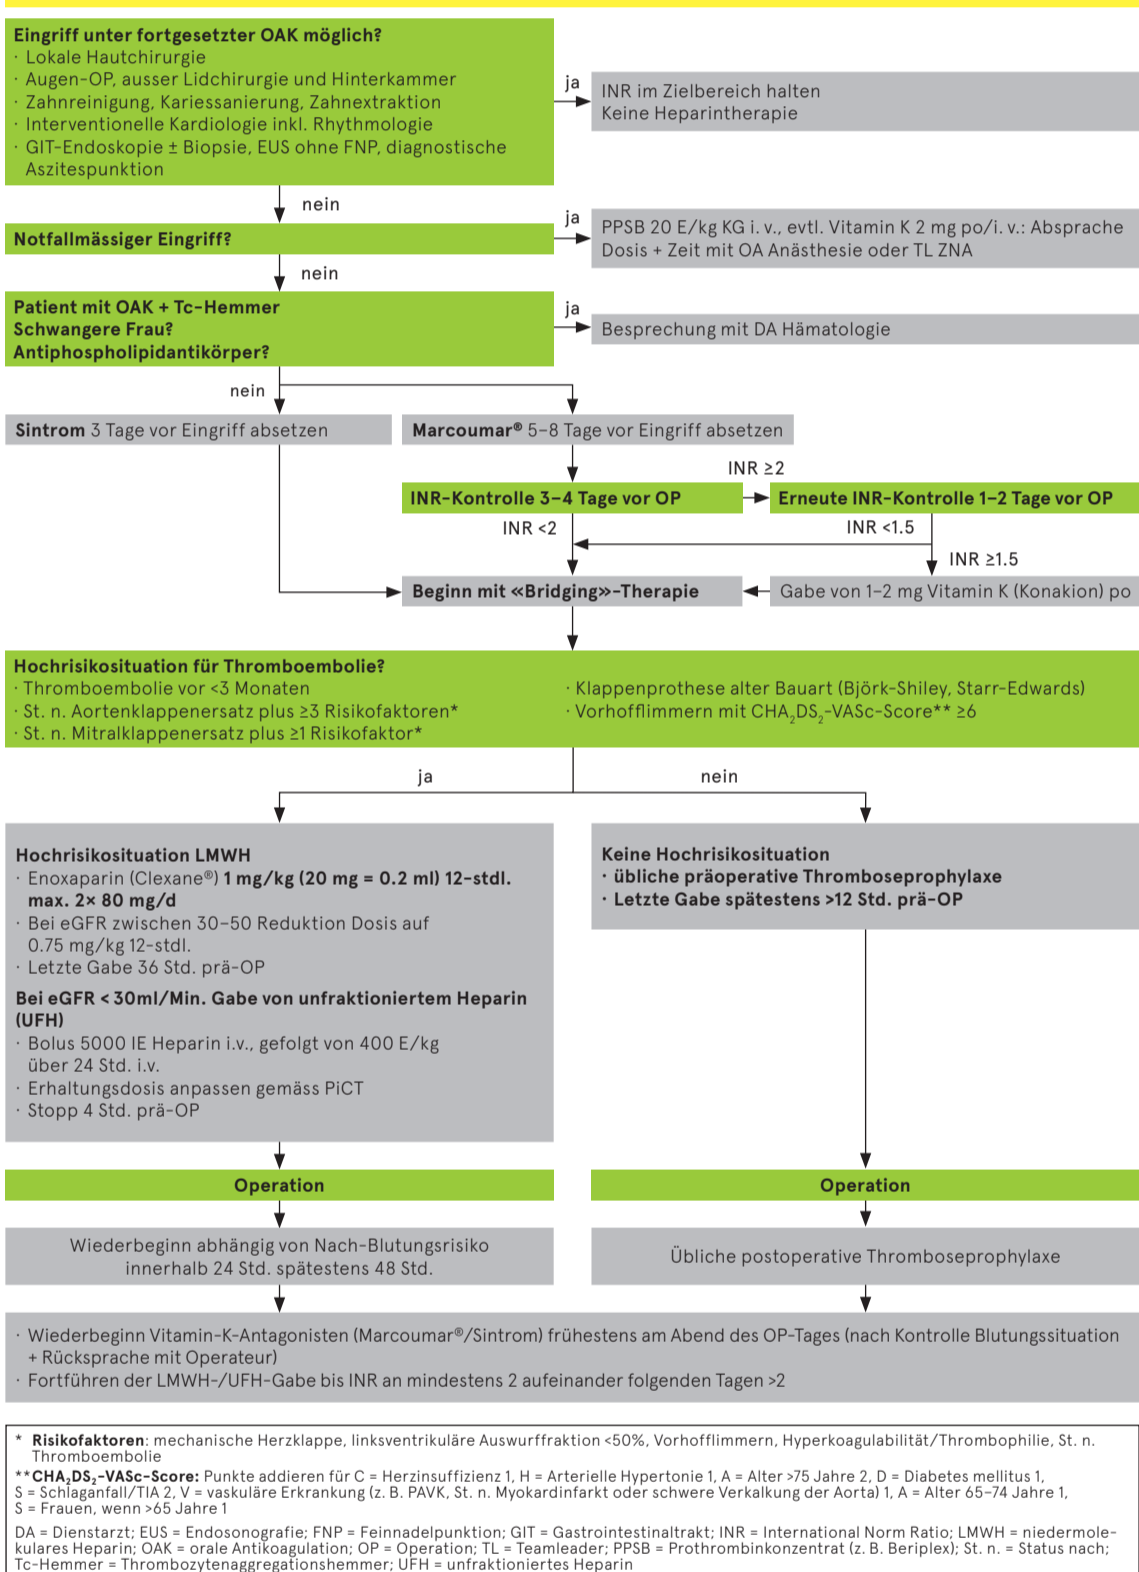 Eingriff unter fortgesetzter OAK möglich?
· Lokale Hautchirurgie
· Augen-OP, ausser Lidchirurgie und Hinterkammer
· Zahnreinigung, Kariessanierung, Zahnextraktion
· Interventionelle Kardiologie inkl. Rhythmologie
· GIT-Endoskopie ± Biopsie, EUS ohne FNP, diagnostische
Aszitespunktion
ja
INR im Zielbereich halten
Keine Heparintherapie
nein
Notfallmässiger Eingriff?
ja
PPSB 20 E/kg KG i. v., evtl. Vitamin K 2 mg po/i. v.: Absprache
Dosis + Zeit mit OA Anästhesie oder TL ZNA
nein
Patient mit OAK + Tc-Hemmer
Schwangere Frau?
Antiphospholipidantikörper?
ja
Besprechung mit DA Hämatologie
nein
Sintrom 3 Tage vor Eingriff absetzen
Marcoumar® 5–8 Tage vor Eingriff absetzen
INR ≥2
INR-Kontrolle 3–4 Tage vor OP
Erneute INR-Kontrolle 1–2 Tage vor OP
INR <2
INR <1.5
INR ≥1.5
Beginn mit «Bridging»-Therapie
Gabe von 1–2 mg Vitamin K (Konakion) po
Hochrisikosituation für Thromboembolie?
· Thromboembolie vor <3 Monaten
· St. n. Aortenklappenersatz plus ≥3 Risikofaktoren*
· St. n. Mitralklappenersatz plus ≥1 Risikofaktor*
· Klappenprothese alter Bauart (Björk-Shiley, Starr-Edwards)
· Vorhofflimmern mit CHA₂DS₂-VASc-Score** ≥6
ja
nein
Hochrisikosituation LMWH
· Enoxaparin (Clexane®) 1 mg/kg (20 mg = 0.2 ml) 12-stdl.
max. 2× 80 mg/d
· Bei eGFR zwischen 30–50 Reduktion Dosis auf
0.75 mg/kg 12-stdl.
· Letzte Gabe 36 Std. prä-OP
Bei eGFR < 30ml/Min. Gabe von unfraktioniertem Heparin
(UFH)
· Bolus 5000 IE Heparin i.v., gefolgt von 400 E/kg
über 24 Std. i.v.
· Erhaltungsdosis anpassen gemäss PiCT
· Stopp 4 Std. prä-OP
Keine Hochrisikosituation
· übliche präoperative Thromboseprophylaxe
· Letzte Gabe spätestens >12 Std. prä-OP
Operation
Operation
Wiederbeginn abhängig von Nach-Blutungsrisiko
innerhalb 24 Std. spätestens 48 Std.
Übliche postoperative Thromboseprophylaxe
· Wiederbeginn Vitamin-K-Antagonisten (Marcoumar®/Sintrom) frühestens am Abend des OP-Tages (nach Kontrolle Blutungssituation
+ Rücksprache mit Operateur)
· Fortführen der LMWH-/UFH-Gabe bis INR an mindestens 2 aufeinander folgenden Tagen >2
* Risikofaktoren: mechanische Herzklappe, linksventrikuläre Auswurffraktion <50%, Vorhofflimmern, Hyperkoagulabilität/Thrombophilie, St. n.
Thromboembolie
**CHA₂DS₂-VASc-Score: Punkte addieren für C = Herzinsuffizienz 1, H = Arterielle Hypertonie 1, A = Alter >75 Jahre 2, D = Diabetes mellitus 1,
S = Schlaganfall/TIA 2, V = vaskuläre Erkrankung (z. B. PAVK, St. n. Myokardinfarkt oder schwere Verkalkung der Aorta) 1, A = Alter 65–74 Jahre 1,
S = Frauen, wenn >65 Jahre 1
DA = Dienstarzt; EUS = Endosonografie; FNP = Feinnadelpunktion; GIT = Gastrointestinaltrakt; INR = International Norm Ratio; LMWH = niedermole-
kulares Heparin; OAK = orale Antikoagulation; OP = Operation; TL = Teamleader; PPSB = Prothrombinkonzentrat (z. B. Beriplex); St. n. = Status nach;
Tc-Hemmer = Thrombozytenaggregationshemmer; UFH = unfraktioniertes Heparin